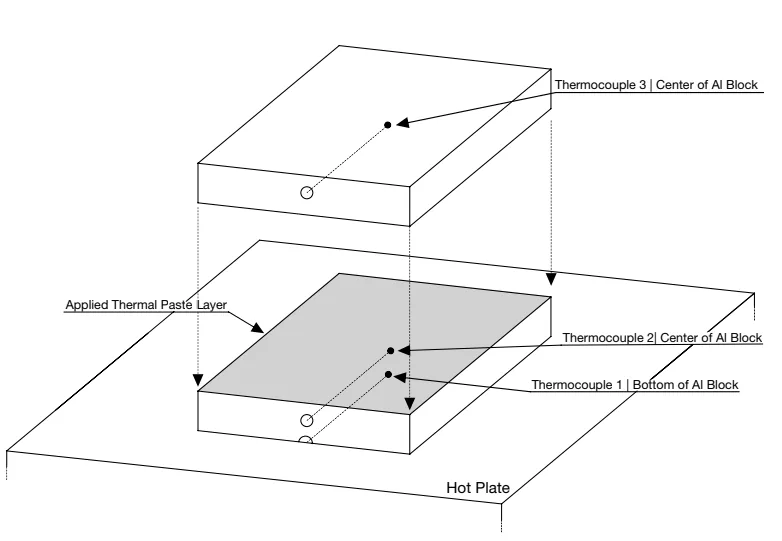 Thermocouple 3 | Center of Al Block
Applied Thermal Paste Layer
Thermocouple 2| Center of Al Block
Thermocouple 1 | Bottom of Al Block
Hot Plate